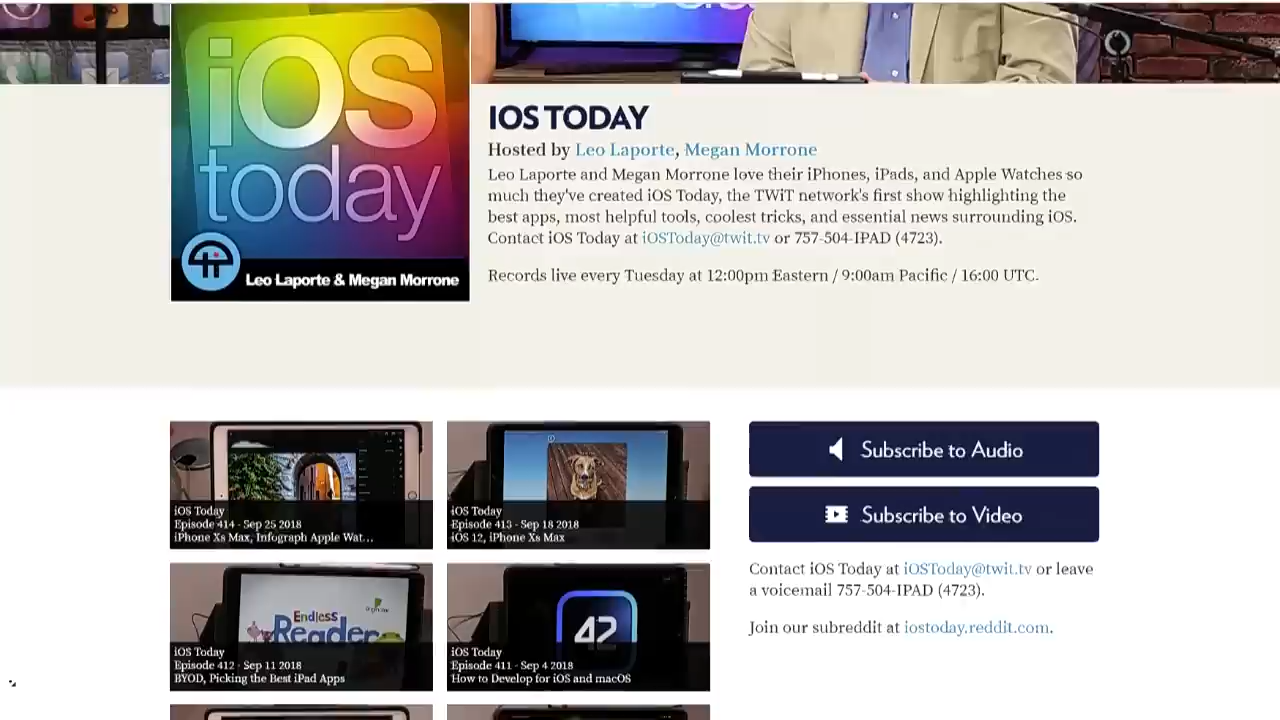 iOS
today
Leo Laporte & Megan Morrone
IOS TODAY
Hosted by Leo Laporte, Megan Morrone
Leo Laporte and Megan Morrone love their iPhones, iPads, and Apple Watches so
much they've created iOS Today, the TWiT network's first show highlighting the
best apps, most helpful tools, coolest tricks, and essential news surrounding iOS.
Contact iOS Today at iOSToday@twit.tv or 757-504-IPAD (4723).
Records live every Tuesday at 12:00pm Eastern / 9:00am Pacific / 16:00 UTC.
iOS Today
Episode 414 - Sep 25 2018
iPhone Xs Max, Infograph Apple Wat...
iOS Today
Episode 413 - Sep 18 2018
iOS 12, iPhone Xs Max
Endless
Reader
iOS Today
Episode 412 - Sep 11 2018
BYOD, Picking the Best iPad Apps
42
iOS Today
Episode 411 - Sep 4 2018
How to Develop for iOS and macOS
Subscribe to Audio
Subscribe to Video
Contact iOS Today at iOSToday@twit.tv or leave
a voicemail 757-504-IPAD (4723).
Join our subreddit at iostoday.reddit.com.